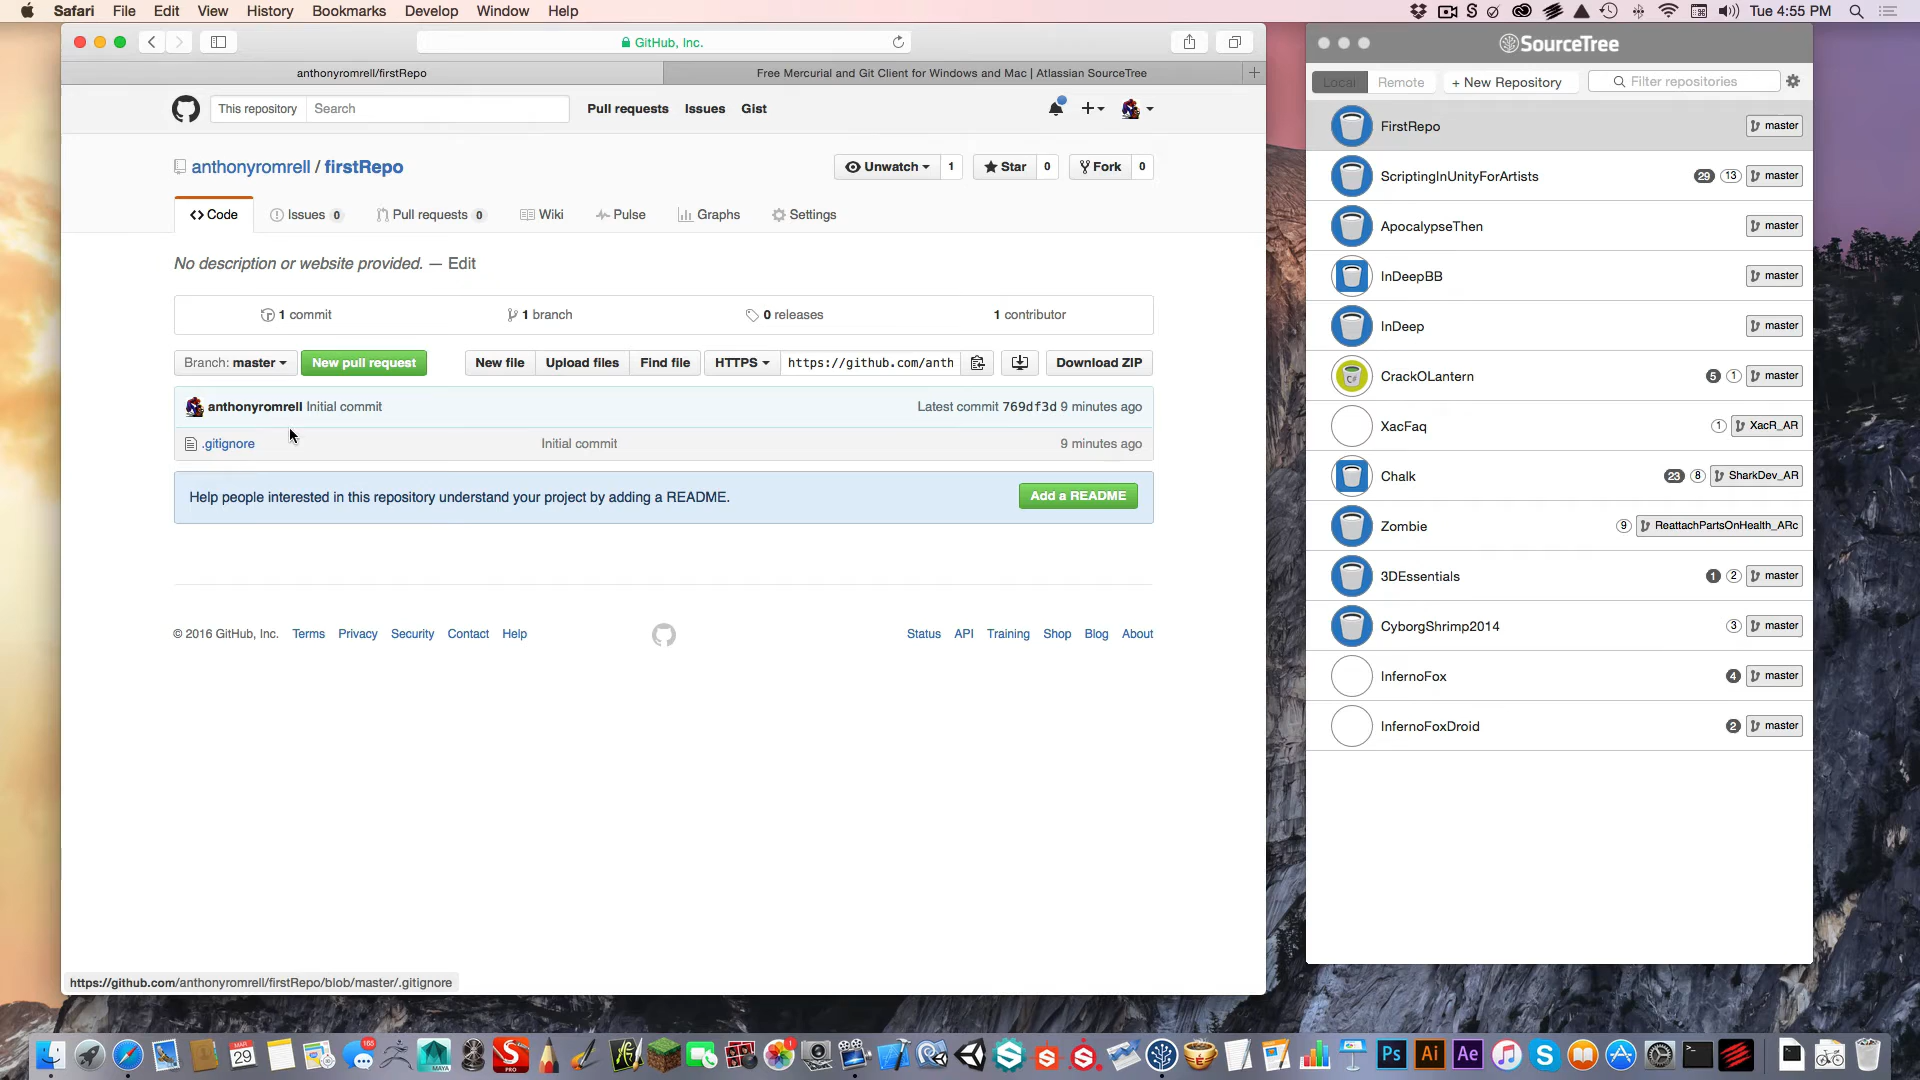 Safari File Edit View History Bookmarks Develop Window Help
Tue 4:55 PM
GitHub, Inc.
anthonyromrell/firstRepo
Free Mercurial and Git Client for Windows and Mac | Atlassian SourceTree
This repository Search Pull requests Issues Gist
anthonyromrell / firstRepo
Unwatch 1 Star 0 Fork 0
Code Issues 0 Pull requests 0 Wiki Pulse Graphs Settings
No description or website provided. — Edit
1 commit 1 branch 0 releases 1 contributor
Branch: master New pull request New file Upload files Find file HTTPS https://github.com/anth Download ZIP
anthonyromrell Initial commit Latest commit 769df3d 9 minutes ago
.gitignore Initial commit 9 minutes ago
Help people interested in this repository understand your project by adding a README. Add a README
© 2016 GitHub, Inc. Terms Privacy Security Contact Help Status API Training Shop Blog About
https://github.com/anthonyromrell/firstRepo/blob/master/.gitignore
SourceTree
Local Remote + New Repository Filter repositories
FirstRepo master
ScriptingInUnityForArtists 29 13 master
ApocalypseThen master
InDeepBB master
InDeep master
CrackOLantern 5 1 master
XacFaq 1 XacR_AR
Chalk 23 8 SharkDev_AR
Zombie 9 ReattachPartsOnHealth_ARc
3DEssentials 1 2 master
CyborgShrimp2014 3 master
InfernoFox 4 master
InfernoFoxDroid 2 master
MAR
29
165
MAYA
PRO
1
Ps Ai Ae